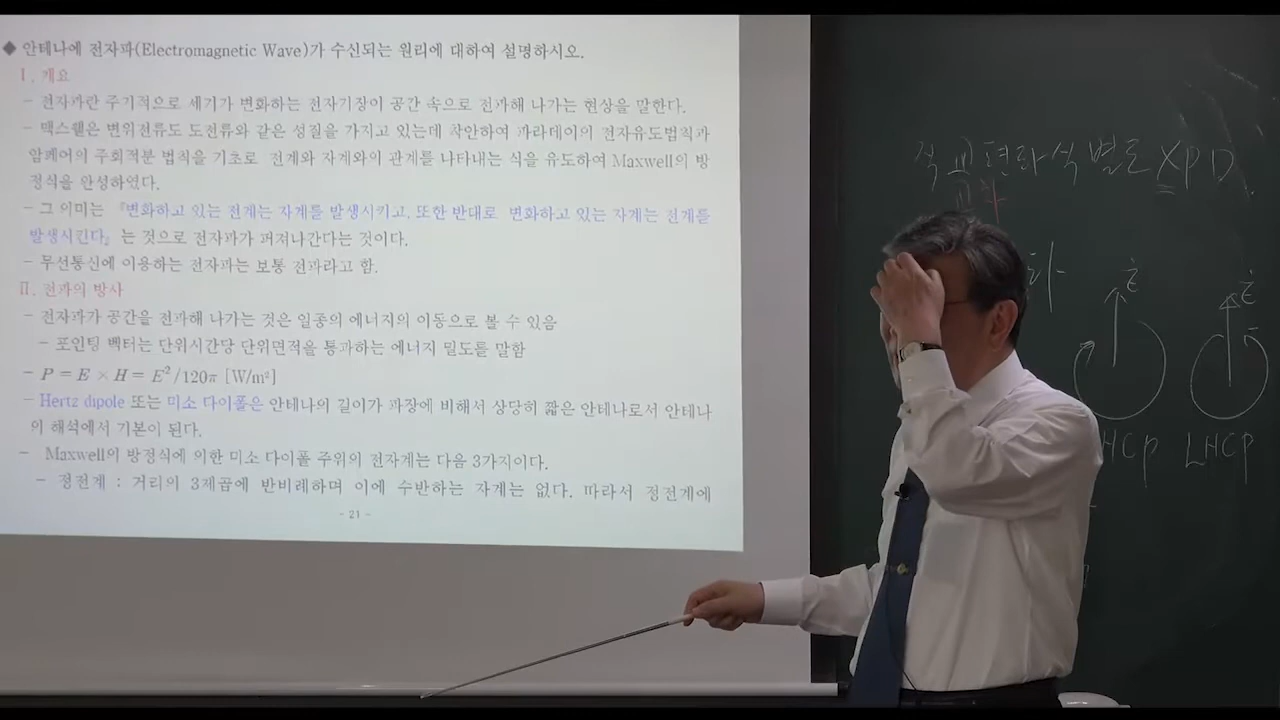 ◆ 안테나에 전자파(Electromagnetic Wave)가 수신되는 원리에 대하여 설명하시오.
Ⅰ. 개요
- 전자파란 주기적으로 세기가 변화하는 전자기장이 공간 속으로 전파해 나가는 현상을 말한다.
- 맥스웰은 변위전류도 도전류와 같은 성질을 가지고 있는데 착안하여 파라데이의 전자유도법칙과
암페어의 주회적분 법칙을 기초로 전계와 자계와의 관계를 나타내는 식을 유도하여 Maxwell의 방
정식을 완성하였다.
- 그 의미는 『변화하고 있는 전계는 자계를 발생시키고, 또한 반대로 변화하고 있는 자계는 전계를
발생시킨다』는 것으로 전자파가 퍼져나간다는 것이다.
- 무선통신에 이용하는 전자파는 보통 전파라고 함.
Ⅱ. 전파의 방사
- 전자파가 공간을 전파해 나가는 것은 일종의 에너지의 이동으로 볼 수 있음
- 포인팅 벡터는 단위시간당 단위면적을 통과하는 에너지 밀도를 말함
- P = E × H = E²/120π [W/m²]
- Hertz dipole 또는 미소 다이폴은 안테나의 길이가 파장에 비해서 상당히 짧은 안테나로서 안테나
의 해석에서 기본이 된다.
- Maxwell의 방정식에 의한 미소 다이폴 주위의 전자계는 다음 3가지이다.
- 정전계 : 거리의 3제곱에 반비례하며 이에 수반하는 자계는 없다. 따라서 정전계에
- 21 -
직교편파식별도 XPD
교차
파
E E
HCP LHCP